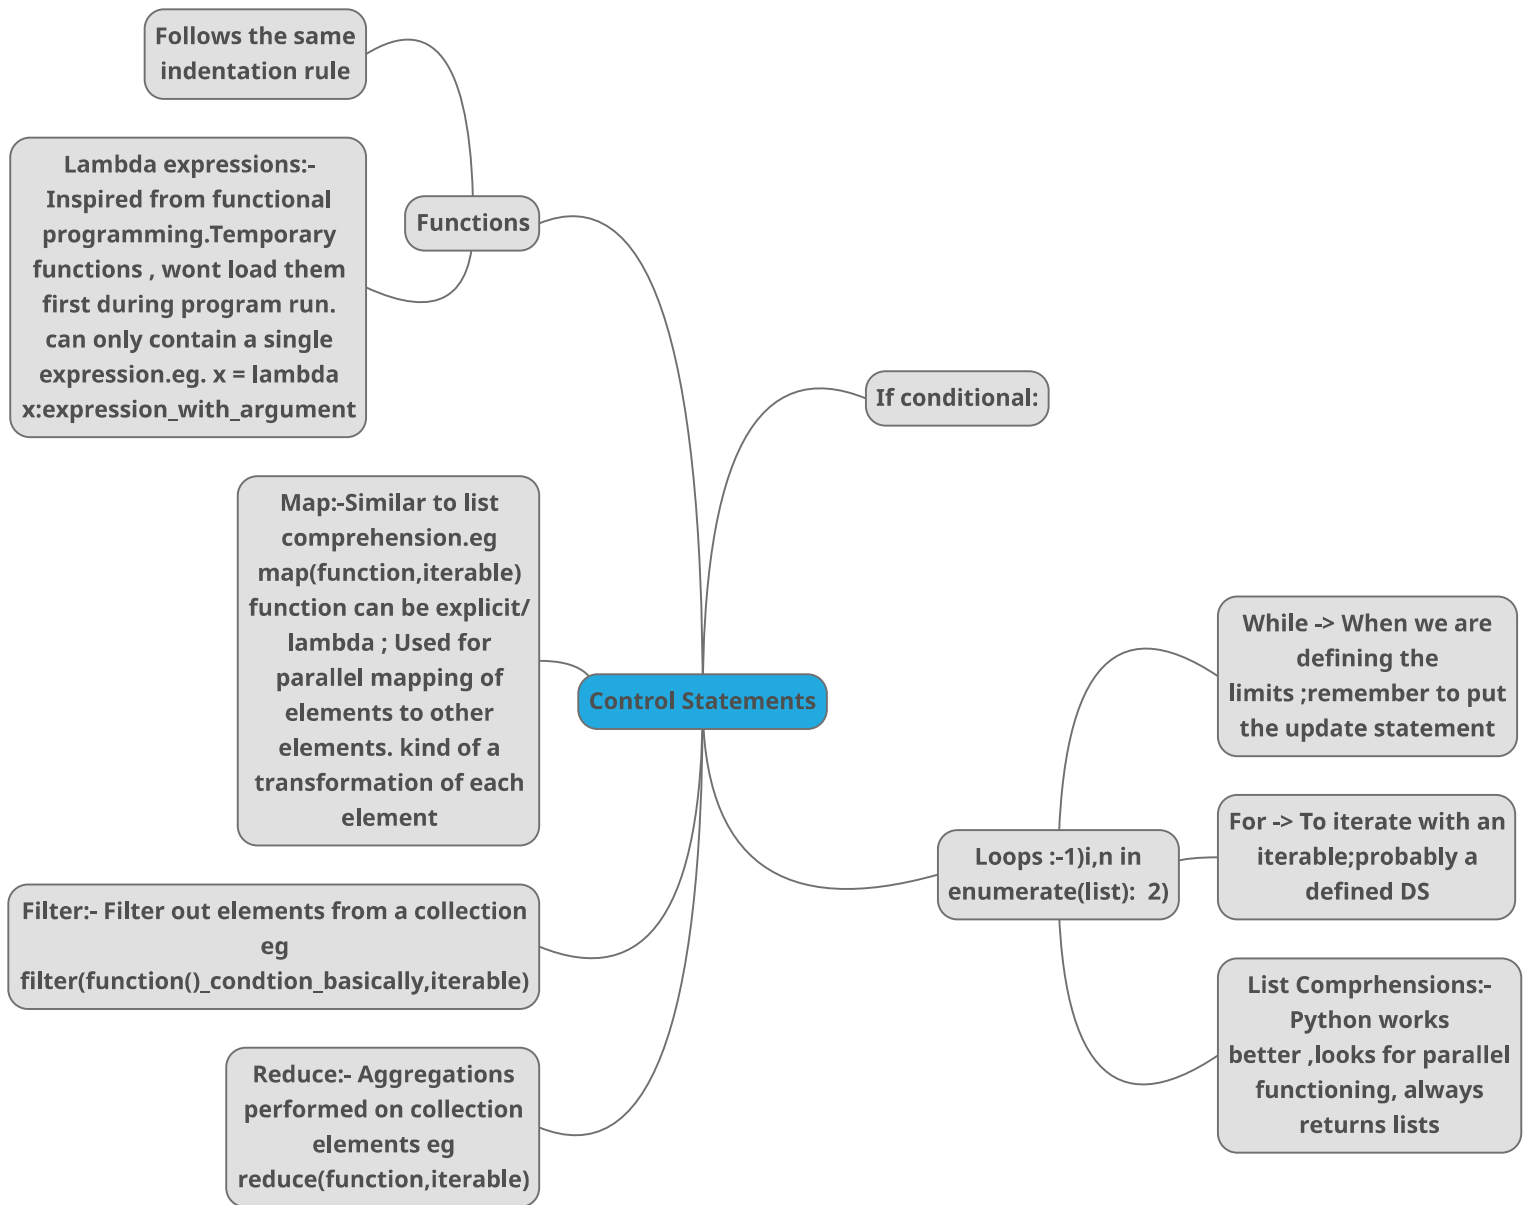 Follows the same
indentation rule
Lambda expressions:-
Inspired from functional
programming.Temporary
functions , wont load them
first during program run.
can only contain a single
expression.eg. x = lambda
x:expression_with_argument
Functions
If conditional:
Map:-Similar to list
comprehension.eg
map(function,iterable)
function can be explicit/
lambda ; Used for
parallel mapping of
elements to other
elements. kind of a
transformation of each
element
Control Statements
While -> When we are
defining the
limits ;remember to put
the update statement
Loops :-1)i,n in
enumerate(list):  2)
For -> To iterate with an
iterable;probably a
defined DS
List Comprhensions:-
Python works
better ,looks for parallel
functioning, always
returns lists
Filter:- Filter out elements from a collection
eg
filter(function()_condtion_basically,iterable)
Reduce:- Aggregations
performed on collection
elements eg
reduce(function,iterable)